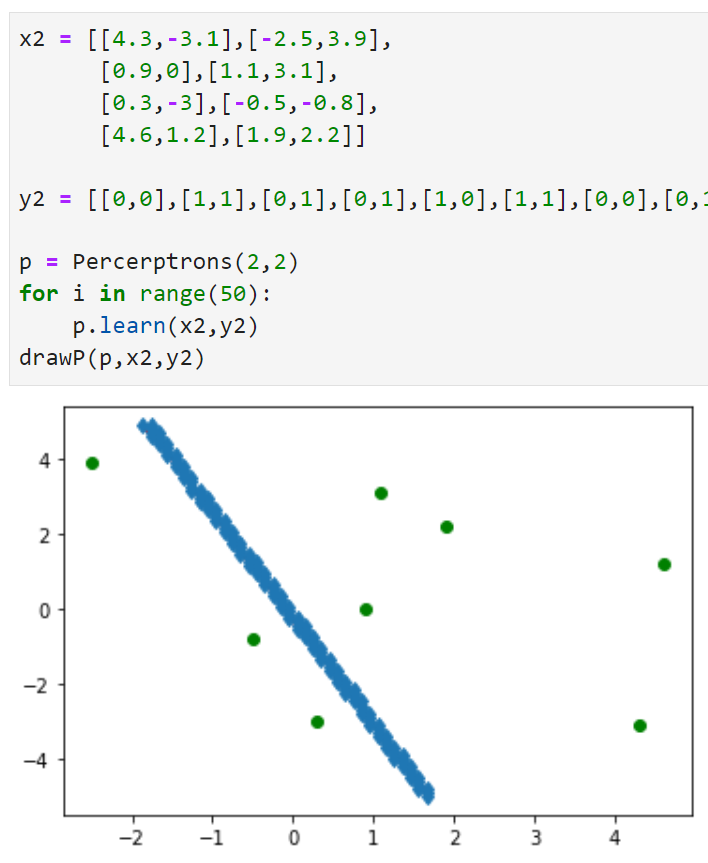 x2 = [[4.3,-3.1],[-2.5,3.9],
[0.9,0],[1.1,3.1],
[0.3,-3],[-0.5,-0.8],
[4.6,1.2],[1.9,2.2]]
y2 = [[0,0],[1,1],[0,1],[0,1],[1,0],[1,1],[0,0],[0,
p = Percerptrons(2,2)
for i in range(50):
p.learn(x2,y2)
drawP(p,x2,y2)
4
2
0
−2
−4
−2 −1 0 1 2 3 4